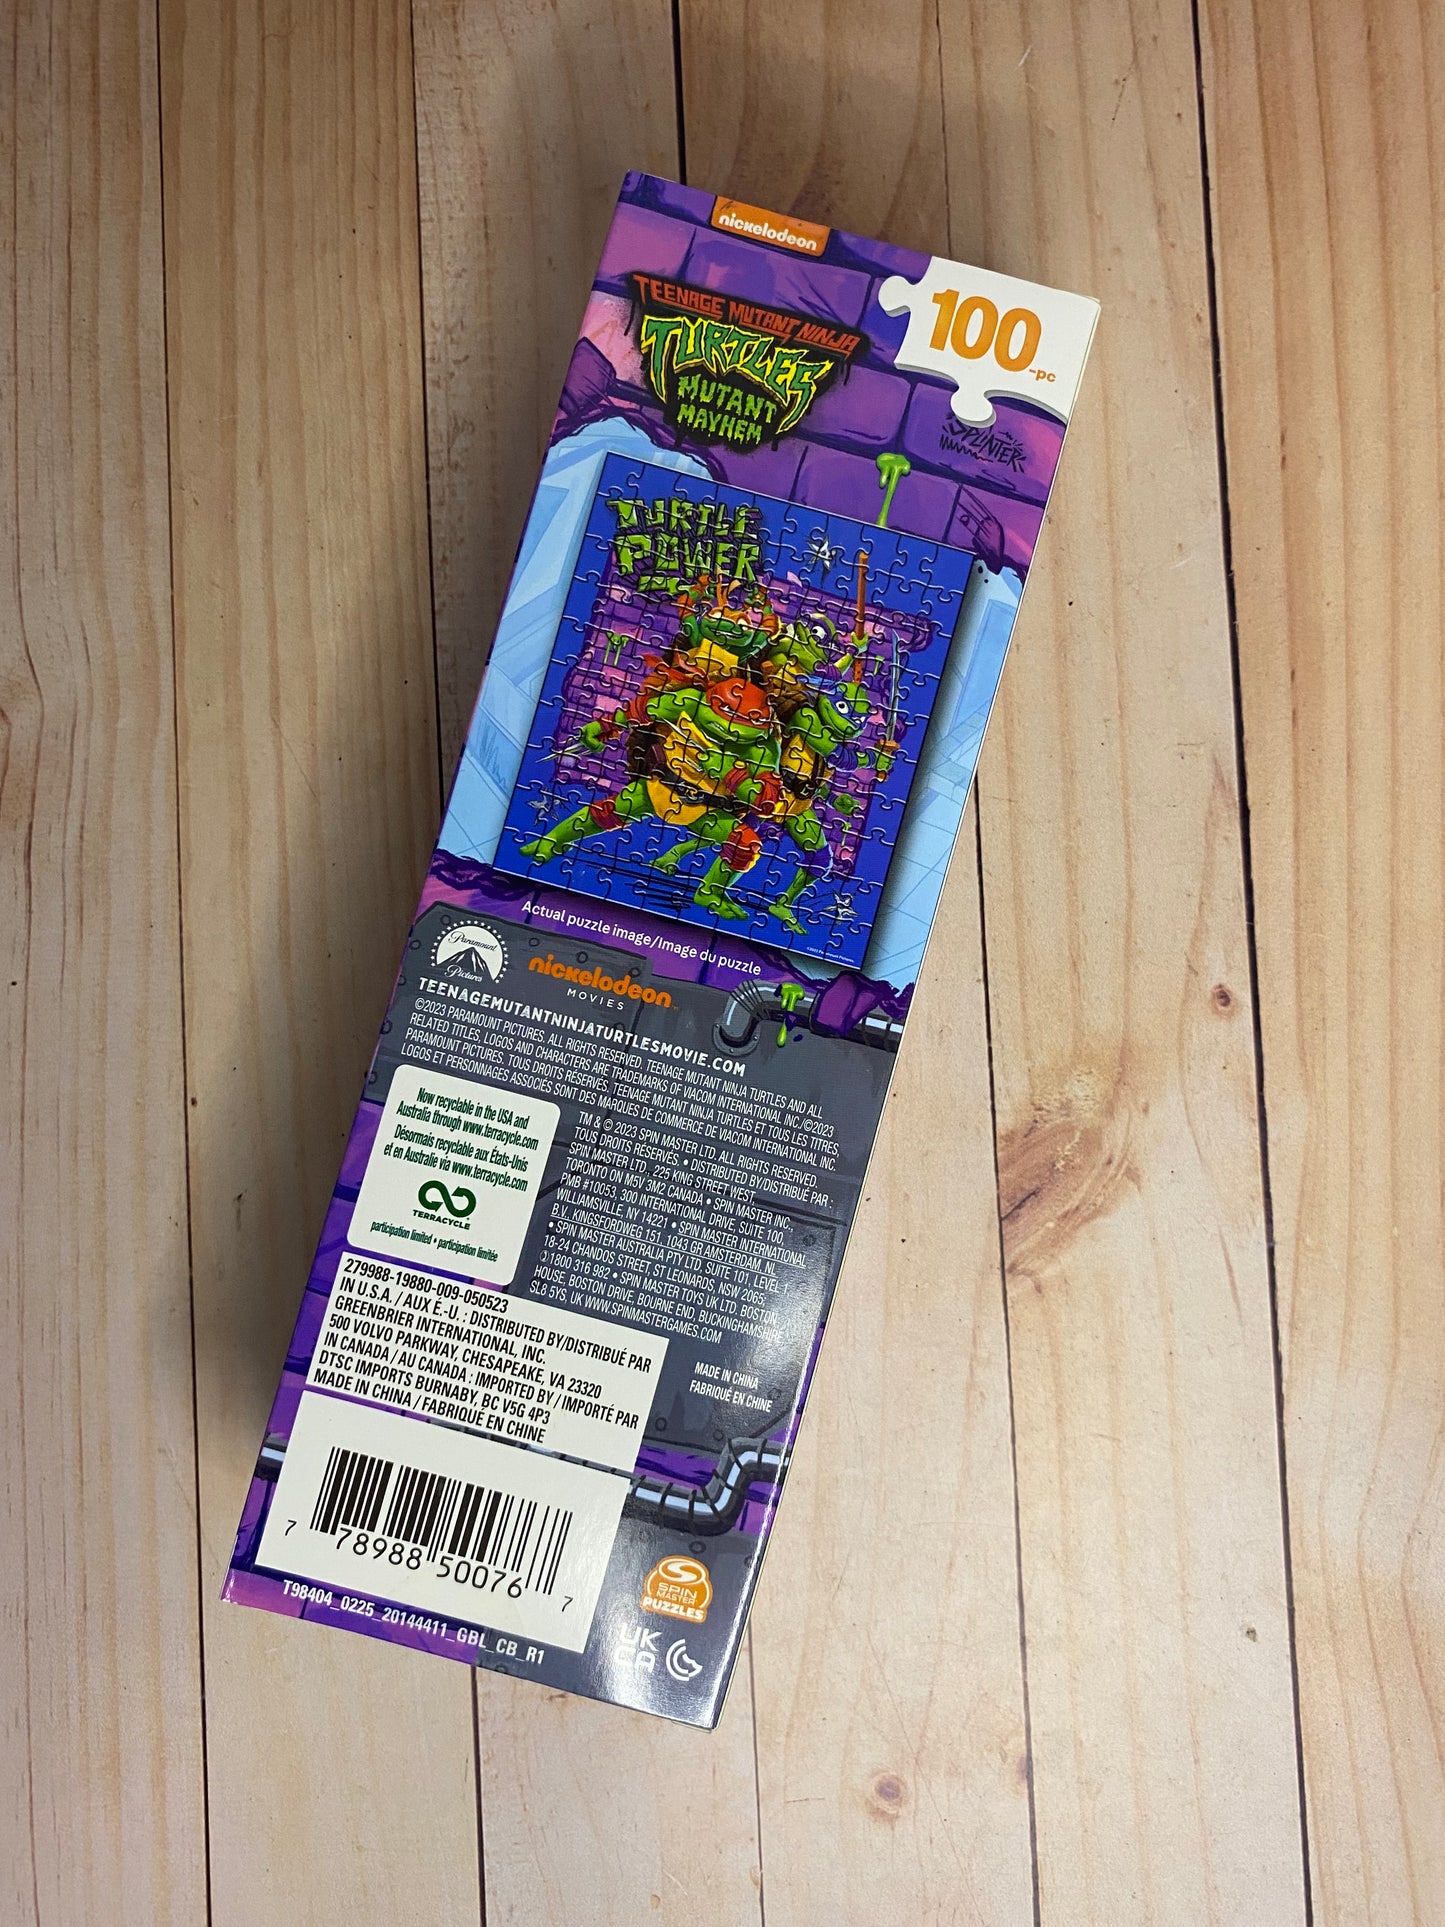 nickelodeon
100-pc
TEENAGE MUTANT NINJA
TURTLES
MUTANT
MAYHEM
SPLINTER
TURTLE
POWER
Actual puzzle image/Image du puzzle
Paramount
Pictures
nickelodeon
MOVIES
TEENAGEMUTANTNINJATURTLESMOVIE.COM
©2023 PARAMOUNT PICTURES. ALL RIGHTS RESERVED. TEENAGE MUTANT NINJA TURTLES AND ALL
RELATED TITLES, LOGOS AND CHARACTERS ARE TRADEMARKS OF VIACOM INTERNATIONAL INC./©2023
PARAMOUNT PICTURES. TOUS DROITS RÉSERVÉS. TEENAGE MUTANT NINJA TURTLES ET TOUS LES TITRES,
LOGOS ET PERSONNAGES ASSOCIÉS SONT DES MARQUES DE COMMERCE DE VIACOM INTERNATIONAL INC.
Now recyclable in the USA and
Australia through www.terracycle.com
Désormais recyclable aux États-Unis
et en Australie via www.terracycle.com
TERRACYCLE
participation limited • participation limitée
TM & © 2023 SPIN MASTER LTD. ALL RIGHTS RESERVED.
TOUS DROITS RÉSERVÉS. • DISTRIBUTED BY/DISTRIBUÉ PAR :
SPIN MASTER LTD., 225 KING STREET WEST,
TORONTO ON M5V 3M2 CANADA • SPIN MASTER INC.,
PMB #10053, 300 INTERNATIONAL DRIVE, SUITE 100,
WILLIAMSVILLE, NY 14221 • SPIN MASTER INTERNATIONAL
B.V., KINGSFORDWEG 151, 1043 GR AMSTERDAM, NL
• SPIN MASTER AUSTRALIA PTY LTD, SUITE 101, LEVEL 1
18-24 CHANDOS STREET, ST LEONARDS, NSW 2065;
1800 316 982 • SPIN MASTER TOYS UK LTD. BOSTON
HOUSE, BOSTON DRIVE, BOURNE END, BUCKINGHAMSHIRE
SL8 5YS, UK WWW.SPINMASTERGAMES.COM
MADE IN CHINA
FABRIQUÉ EN CHINE
279988-19880-009-050523
IN U.S.A. / AUX É.-U. : DISTRIBUTED BY/DISTRIBUÉ PAR
GREENBRIER INTERNATIONAL, INC.
500 VOLVO PARKWAY, CHESAPEAKE, VA 23320
IN CANADA / AU CANADA : IMPORTED BY / IMPORTÉ PAR
DTSC IMPORTS BURNABY, BC V5G 4P3
MADE IN CHINA / FABRIQUÉ EN CHINE
7 78988 50076 7
T98404_0225_20144411_GBL_CB_R1
SPIN
MASTER
PUZZLES
UK
CA